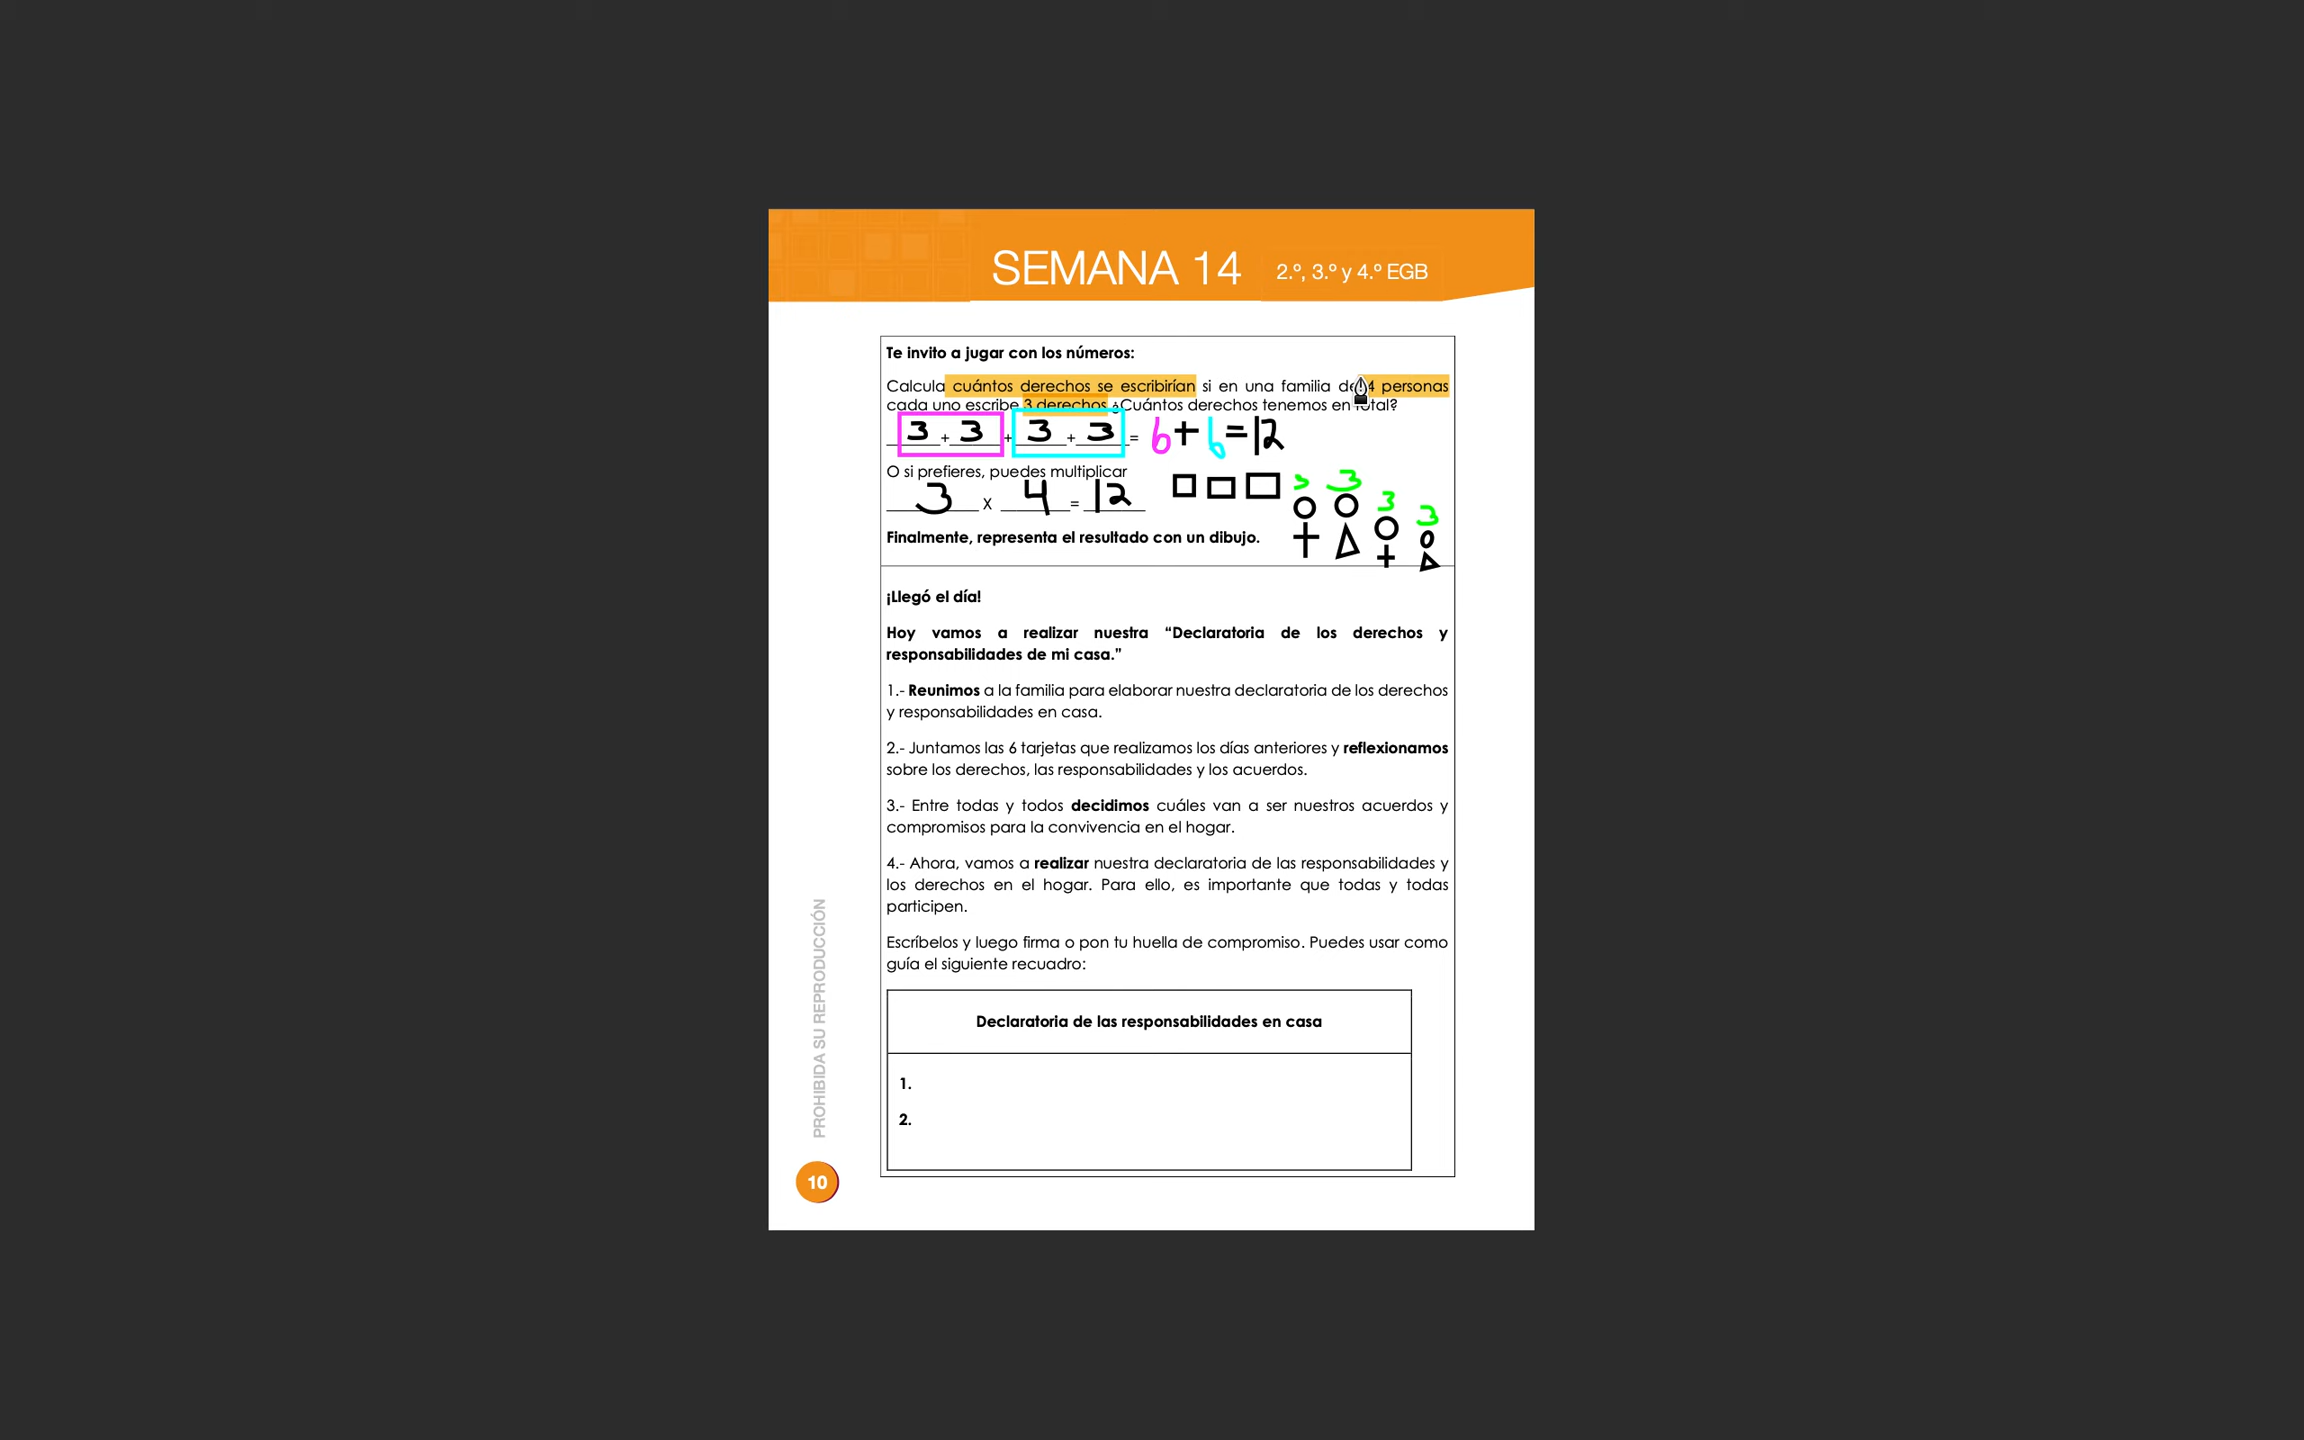 SEMANA 14 2.º, 3.º y 4.º EGB
Te invito a jugar con los números:
Calcula cuántos derechos se escribirían si en una familia de 4 personas
cada uno escribe 3 derechos ¿Cuántos derechos tenemos en total?
3 + 3 + 3 + 3 = 6 + 6 = 12
O si prefieres, puedes multiplicar
3 X 4 = 12
3 3 3 3
Finalmente, representa el resultado con un dibujo.
¡Llegó el día!
Hoy vamos a realizar nuestra “Declaratoria de los derechos y
responsabilidades de mi casa.”
1.- Reunimos a la familia para elaborar nuestra declaratoria de los derechos
y responsabilidades en casa.
2.- Juntamos las 6 tarjetas que realizamos los días anteriores y reflexionamos
sobre los derechos, las responsabilidades y los acuerdos.
3.- Entre todas y todos decidimos cuáles van a ser nuestros acuerdos y
compromisos para la convivencia en el hogar.
4.- Ahora, vamos a realizar nuestra declaratoria de las responsabilidades y
los derechos en el hogar. Para ello, es importante que todas y todas
participen.
Escríbelos y luego firma o pon tu huella de compromiso. Puedes usar como
guía el siguiente recuadro:
Declaratoria de las responsabilidades en casa
1.
2.
PROHIBIDA SU REPRODUCCIÓN
10